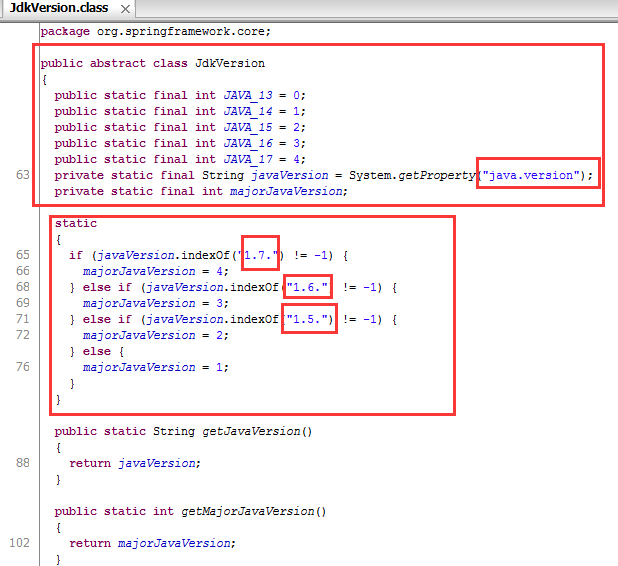 JdkVersion.class
package org.springframework.core;
public abstract class JdkVersion
{
public static final int JAVA_13 = 0;
public static final int JAVA_14 = 1;
public static final int JAVA_15 = 2;
public static final int JAVA_16 = 3;
public static final int JAVA_17 = 4;
63 private static final String javaVersion = System.getProperty("java.version");
private static final int majorJavaVersion;
static
{
65 if (javaVersion.indexOf("1.7.") != -1) {
66 majorJavaVersion = 4;
68 } else if (javaVersion.indexOf("1.6.") != -1) {
69 majorJavaVersion = 3;
71 } else if (javaVersion.indexOf("1.5.") != -1) {
72 majorJavaVersion = 2;
} else {
76 majorJavaVersion = 1;
}
}
public static String getJavaVersion()
{
88 return javaVersion;
}
public static int getMajorJavaVersion()
{
102 return majorJavaVersion;
}